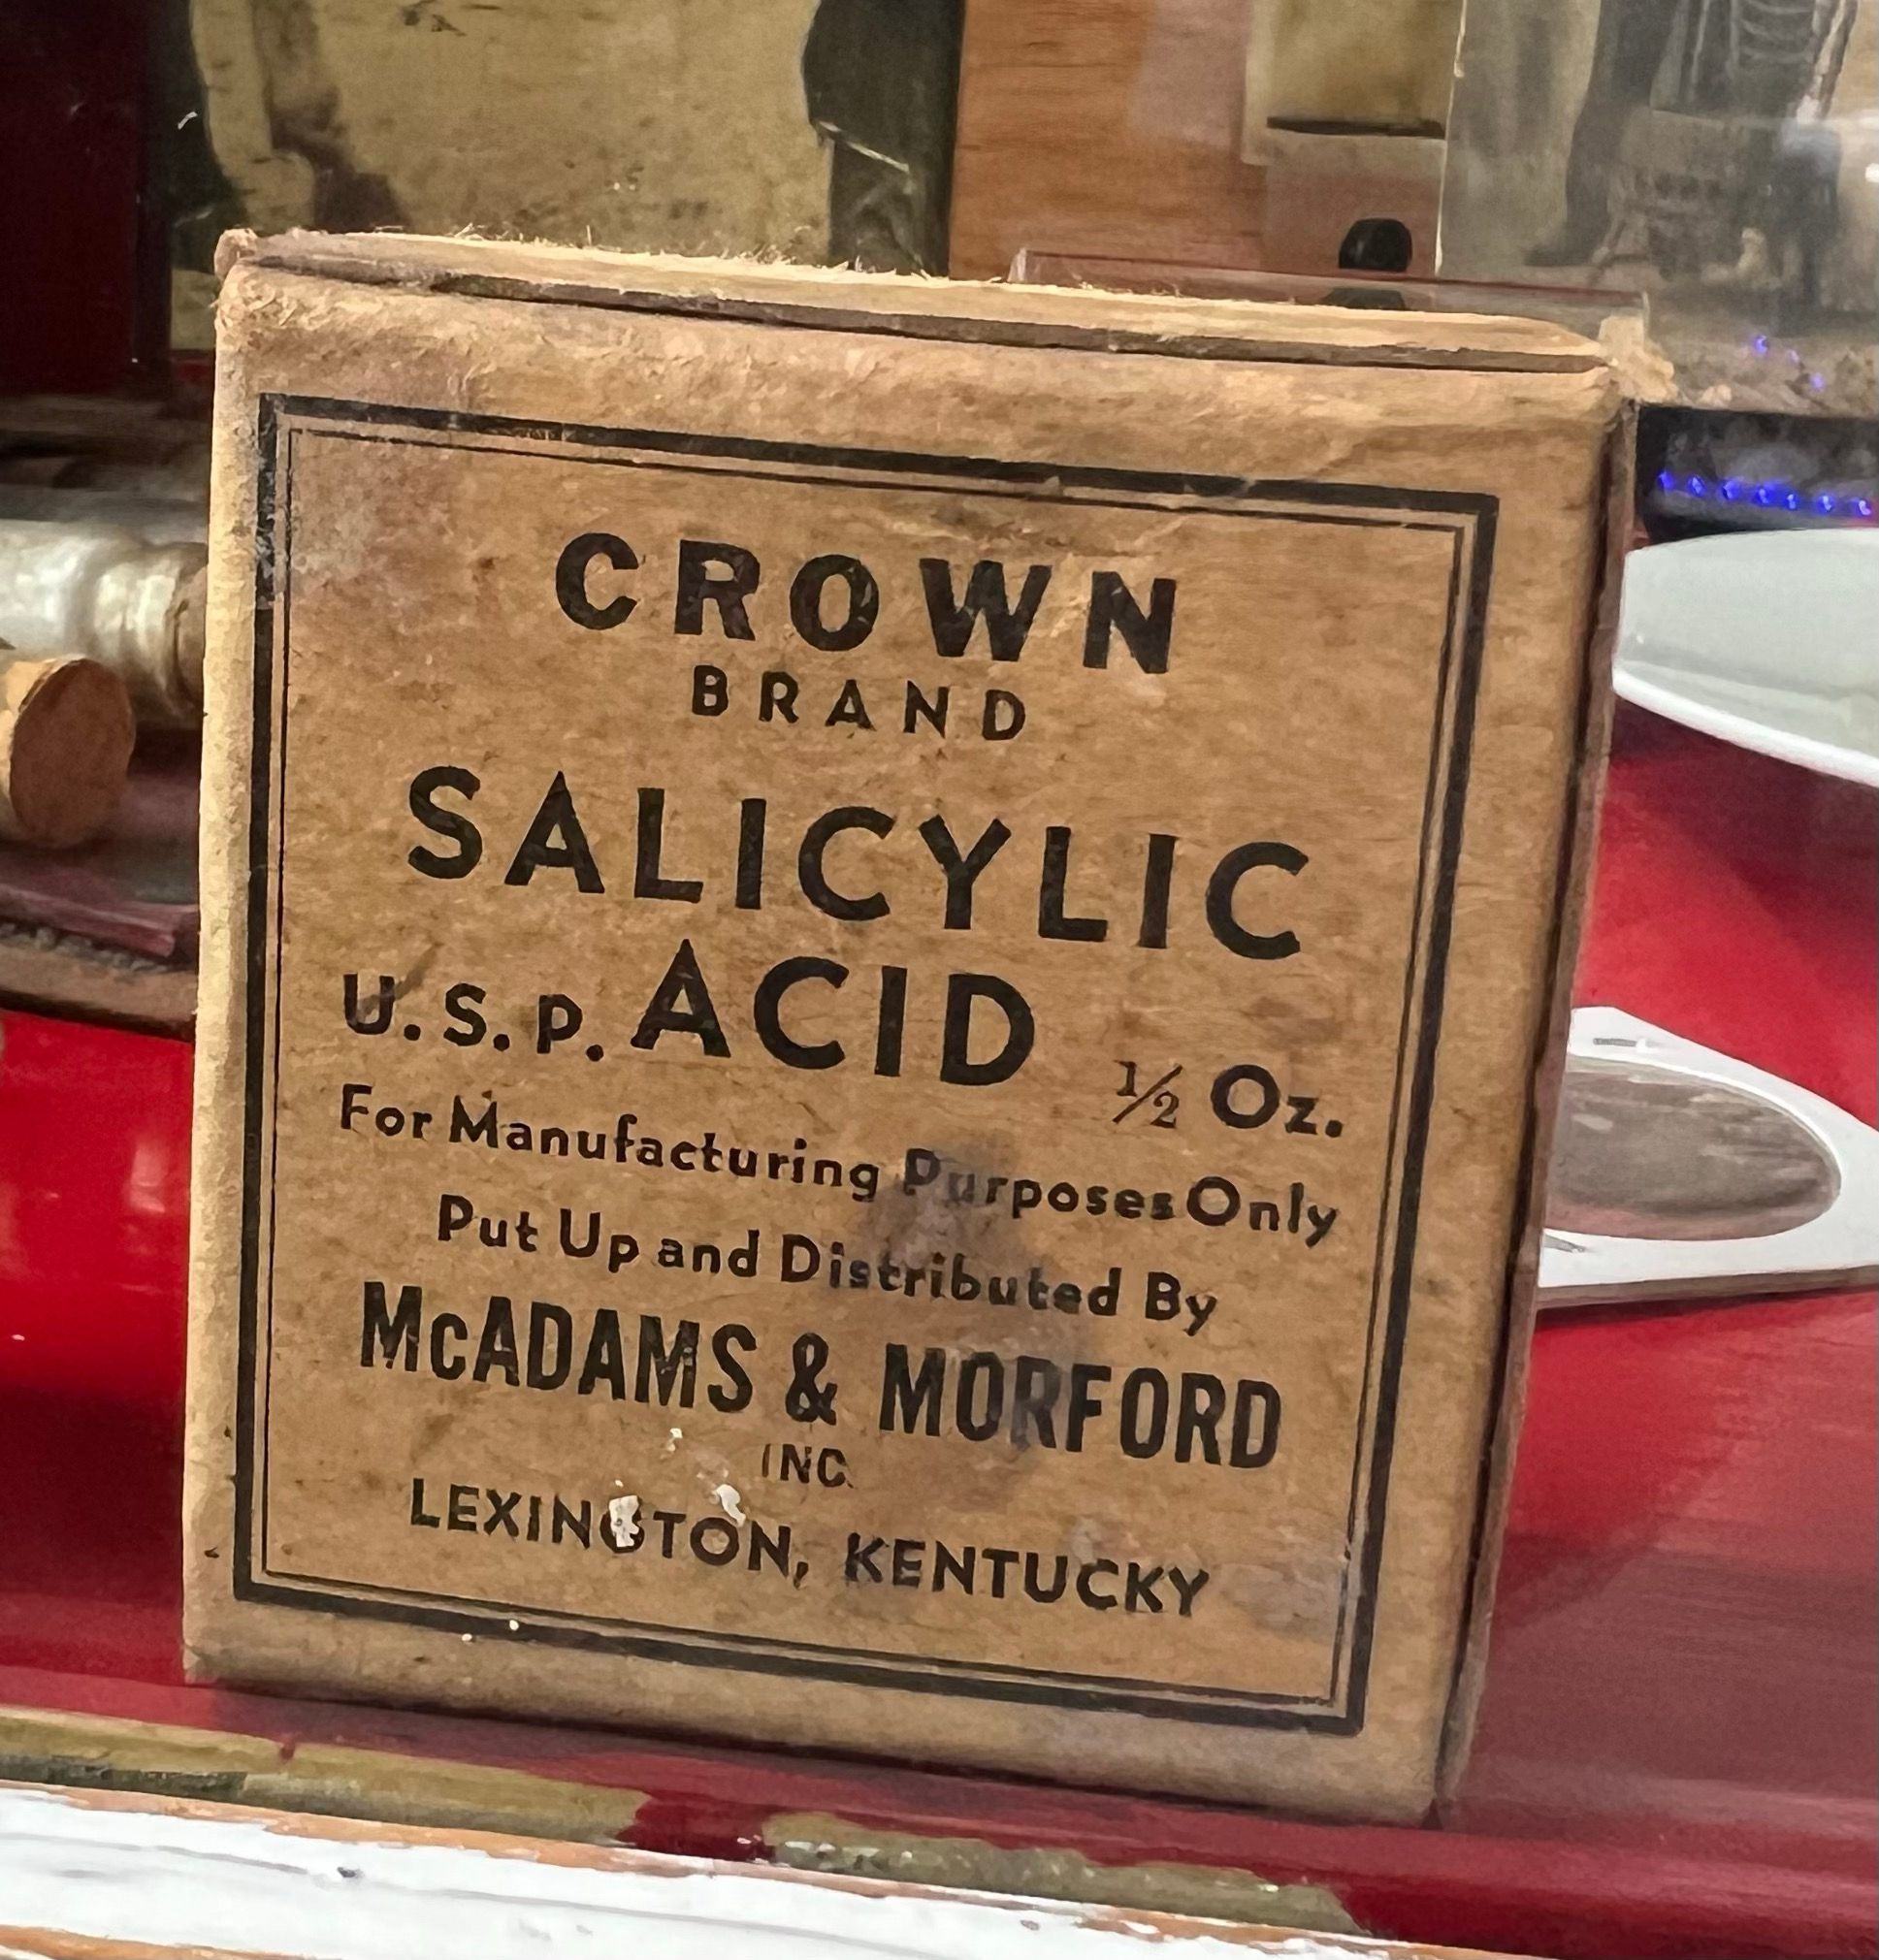 CROWN
BRAND
SALICYLIC
U.S.P. ACID ½ Oz.
For Manufacturing Purposes Only
Put Up and Distributed By
McADAMS & MORFORD
INC.
LEXINGTON, KENTUCKY